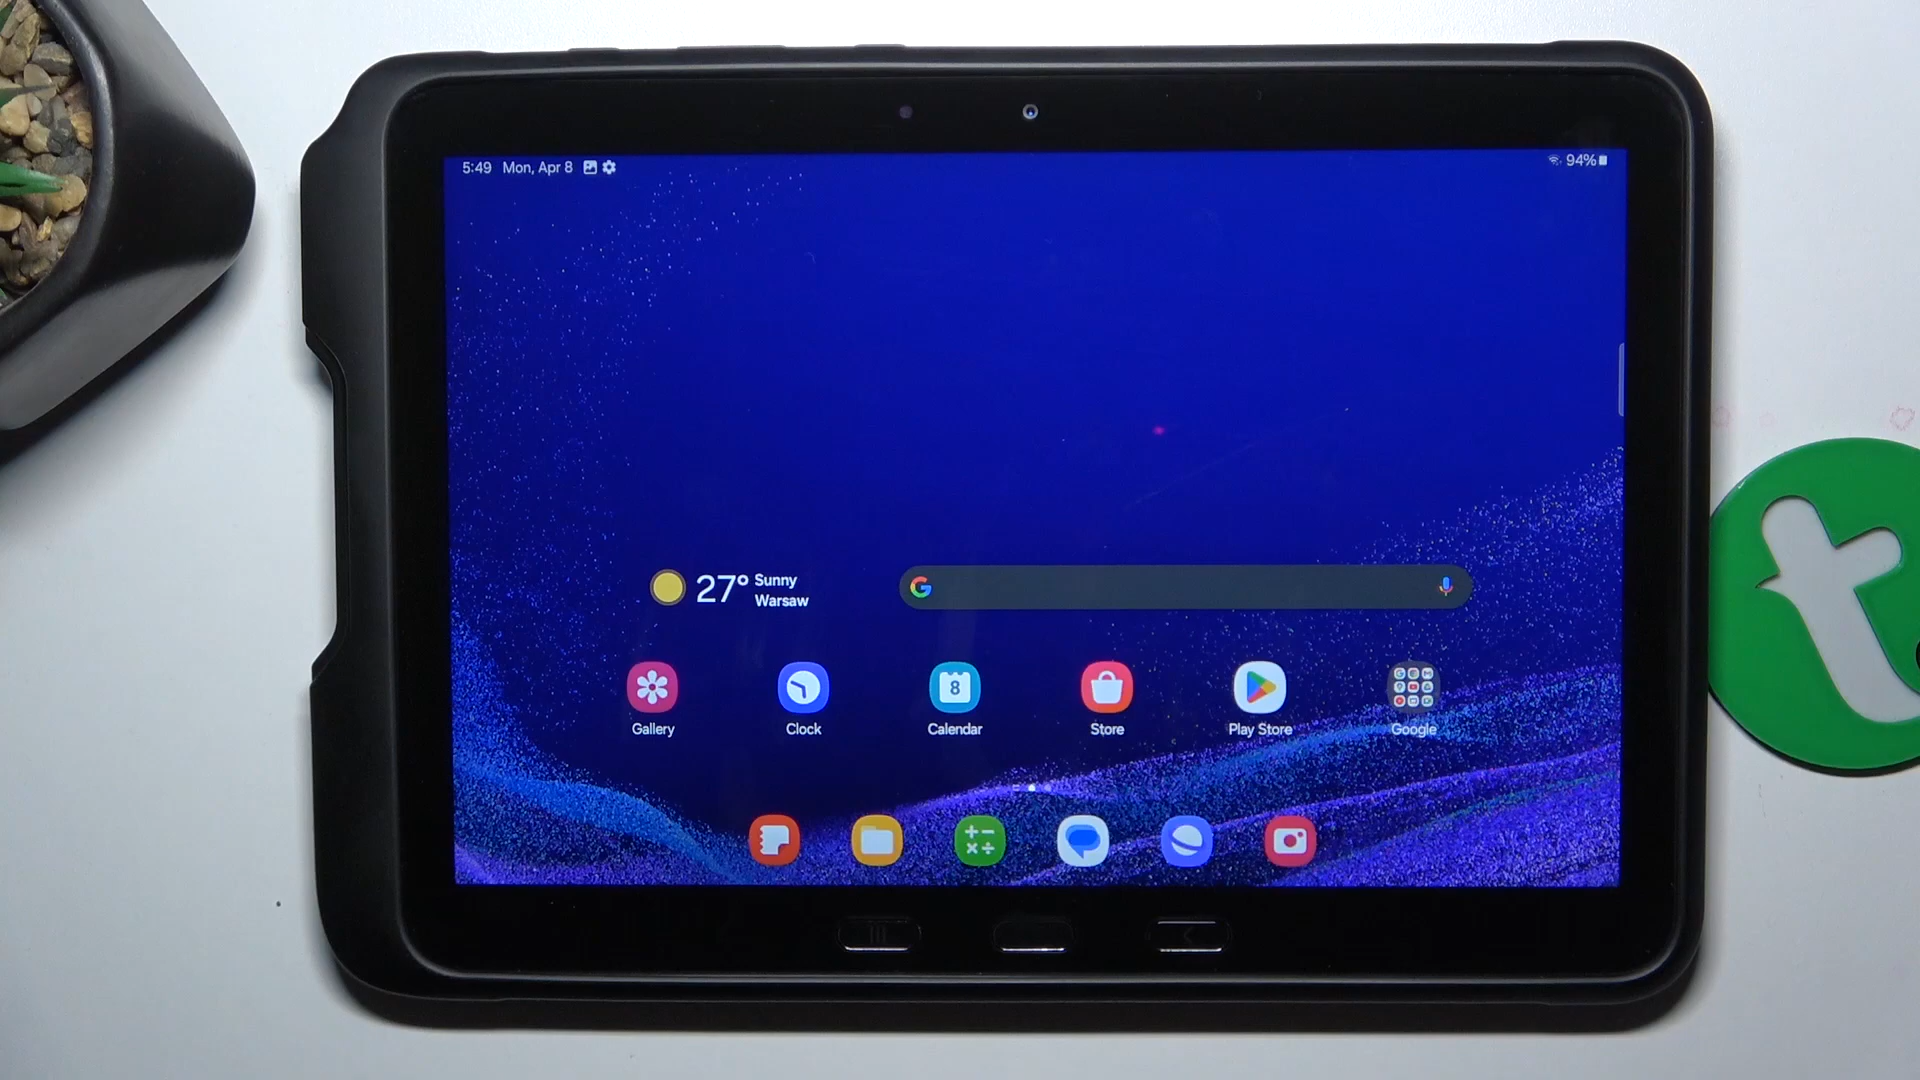 5:49 Mon, Apr 8
94%
27° Sunny
Warsaw
8
Gallery
Clock
Calendar
Store
Play Store
Google
t